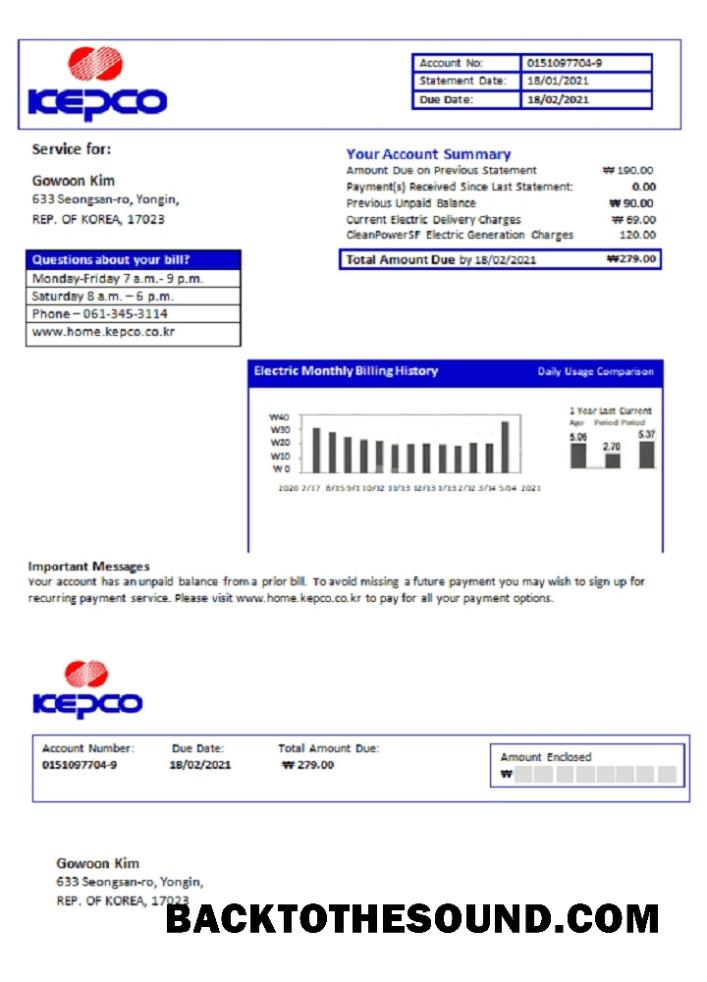 KEPCO
Account No: 0151097704-9
Statement Date: 18/01/2021
Due Date: 18/02/2021
Service for:
Gowoon Kim
633 Seongsan-ro, Yongin,
REP. OF KOREA, 17023
Your Account Summary
Amount Due on Previous Statement ₩ 190.00
Payment(s) Received Since Last Statement: 0.00
Previous Unpaid Balance ₩ 90.00
Current Electric Delivery Charges ₩ 69.00
CleanPowerSF Electric Generation Charges 120.00
Total Amount Due by 18/02/2021 ₩279.00
Questions about your bill?
Monday-Friday 7 a.m.- 9 p.m.
Saturday 8 a.m. – 6 p.m.
Phone – 061-345-3114
www.home.kepco.co.kr
Electric Monthly Billing History Daily Usage Comparison
₩40
₩30
₩20
₩10
₩ 0
2020 2/17 8/15 9/1 10/12 11/13 12/13 1/13 2/12 3/14 5/14 2021
1 Year Last Current
Ago Period Period
5.06 2.70 5.37
Important Messages
Your account has an unpaid balance from a prior bill. To avoid missing a future payment you may wish to sign up for
recurring payment service. Please visit www.home.kepco.co.kr to pay for all your payment options.
KEPCO
Account Number: Due Date: Total Amount Due:
0151097704-9 18/02/2021 ₩ 279.00
Amount Enclosed
₩
Gowoon Kim
633 Seongsan-ro, Yongin,
REP. OF KOREA, 17023
BACKTOTHESOUND.COM